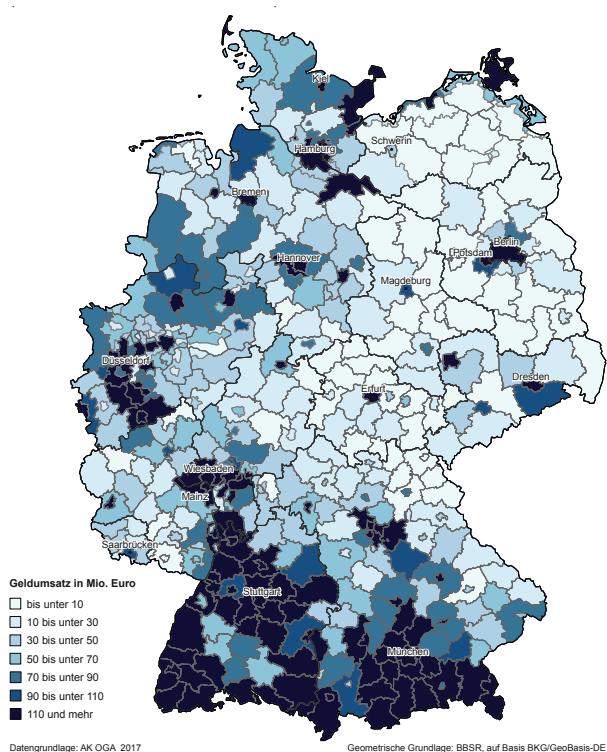 Kiel
Schwerin
Hamburg
Bremen
Berlin
Potsdam
Hannover
Magdeburg
Düsseldorf
Dresden
Erfurt
Wiesbaden
Mainz
Saarbrücken
Geldumsatz in Mio. Euro
bis unter 10
10 bis unter 30
30 bis unter 50
50 bis unter 70
70 bis unter 90
90 bis unter 110
110 und mehr
Stuttgart
München
Datengrundlage: AK OGA 2017
Geometrische Grundlage: BBSR, auf Basis BKG/GeoBasis-DE